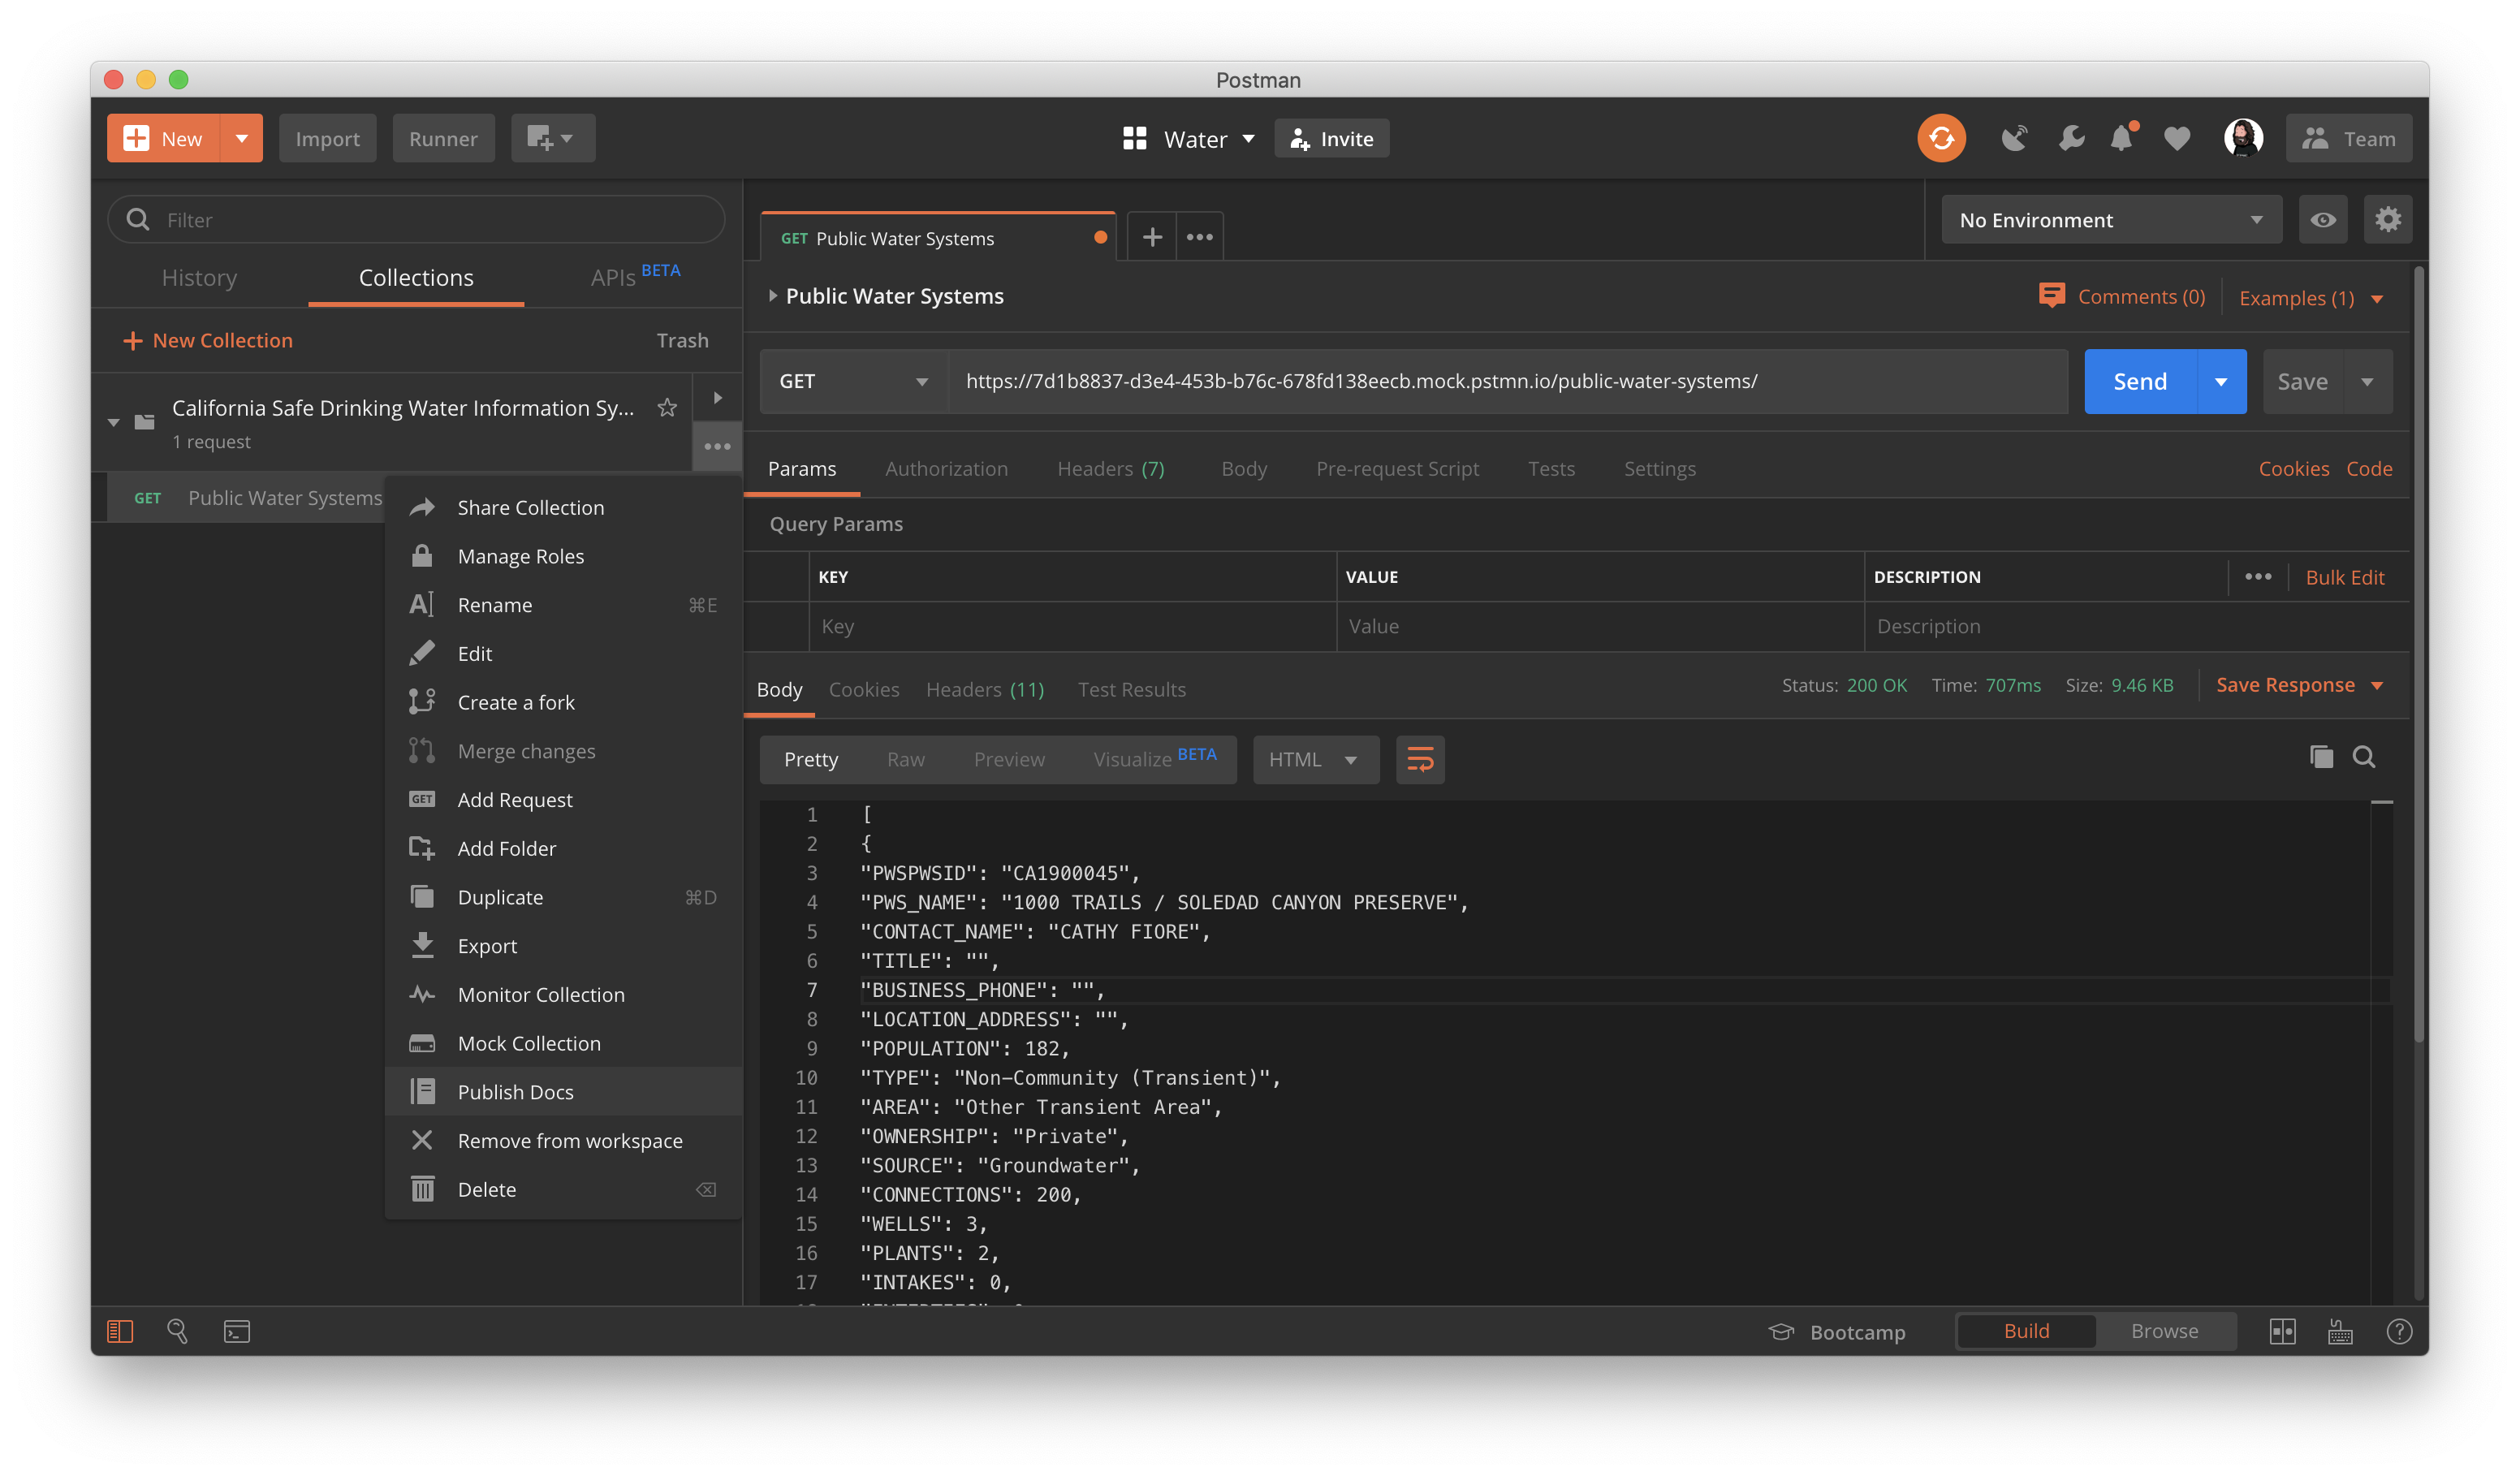 Postman
New
Import
Runner
Water
Invite
Team
Filter
History
Collections
APIs BETA
New Collection
Trash
California Safe Drinking Water Information Sy...
1 request
GET Public Water Systems
Share Collection
Manage Roles
Rename ⌘E
Edit
Create a fork
Merge changes
GET Add Request
Add Folder
Duplicate ⌘D
Export
Monitor Collection
Mock Collection
Publish Docs
Remove from workspace
Delete
GET Public Water Systems
No Environment
Public Water Systems
Comments (0)
Examples (1)
GET
https://7d1b8837-d3e4-453b-b76c-678fd138eecb.mock.pstmn.io/public-water-systems/
Send
Save
Params
Authorization
Headers (7)
Body
Pre-request Script
Tests
Settings
Cookies
Code
Query Params
KEY
VALUE
DESCRIPTION
Bulk Edit
Key
Value
Description
Body
Cookies
Headers (11)
Test Results
Status: 200 OK
Time: 707ms
Size: 9.46 KB
Save Response
Pretty
Raw
Preview
Visualize BETA
HTML
1 [
2 {
3 "PWSPWSID": "CA1900045",
4 "PWS_NAME": "1000 TRAILS / SOLEDAD CANYON PRESERVE",
5 "CONTACT_NAME": "CATHY FIORE",
6 "TITLE": "",
7 "BUSINESS_PHONE": "",
8 "LOCATION_ADDRESS": "",
9 "POPULATION": 182,
10 "TYPE": "Non-Community (Transient)",
11 "AREA": "Other Transient Area",
12 "OWNERSHIP": "Private",
13 "SOURCE": "Groundwater",
14 "CONNECTIONS": 200,
15 "WELLS": 3,
16 "PLANTS": 2,
17 "INTAKES": 0,
Bootcamp
Build
Browse